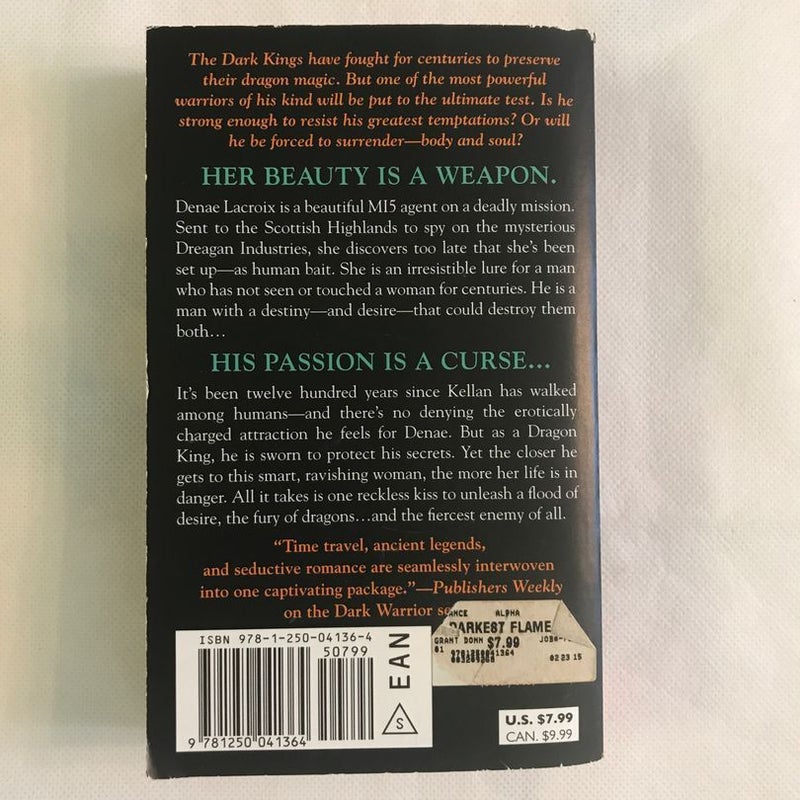 The Dark Kings have fought for centuries to preserve
their dragon magic. But one of the most powerful
warriors of his kind will be put to the ultimate test. Is he
strong enough to resist his greatest temptations? Or will
he be forced to surrender—body and soul?
HER BEAUTY IS A WEAPON.
Denae Lacroix is a beautiful MI5 agent on a deadly mission.
Sent to the Scottish Highlands to spy on the mysterious
Dreagan Industries, she discovers too late that she's been
set up—as human bait. She is an irresistible lure for a man
who has not seen or touched a woman for centuries. He is a
man with a destiny—and desire—that could destroy them
both…
HIS PASSION IS A CURSE…
It's been twelve hundred years since Kellan has walked
among humans—and there's no denying the erotically
charged attraction he feels for Denae. But as a Dragon
King, he is sworn to protect his secrets. Yet the closer he
gets to this smart, ravishing woman, the more her life is in
danger. All it takes is one reckless kiss to unleash a flood of
desire, the fury of dragons…and the fiercest enemy of all.
"Time travel, ancient legends,
and seductive romance are seamlessly interwoven
into one captivating package."—Publishers Weekly
on the Dark Warrior se
ALPHA
DARKEST FLAME
GRANT DONN $7.99
01 9781250041364
02 23 15
ISBN 978-1-250-04136-4
50799
EAN
S
9 781250 041364
U.S. $7.99
CAN. $9.99